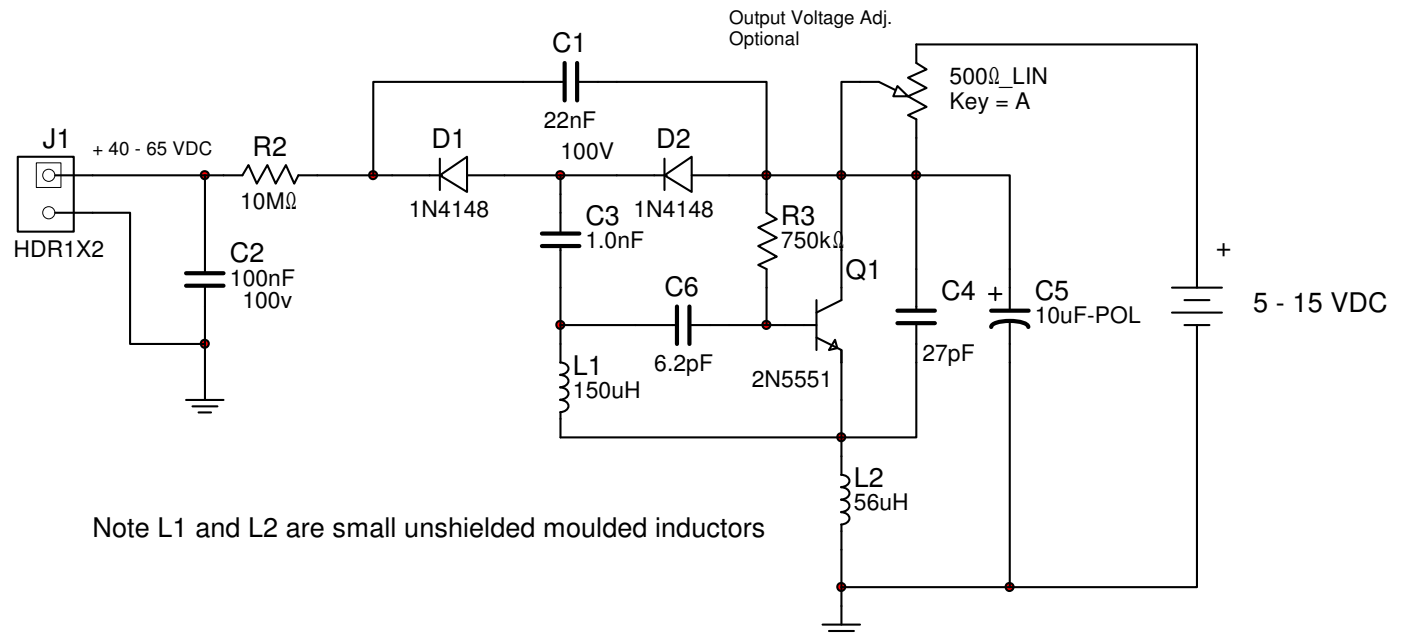 Output Voltage Adj.
Optional
C1
22nF
100V
500Ω_LIN
Key = A
J1
+ 40 - 65 VDC
R2
10MΩ
D1
1N4148
D2
1N4148
HDR1X2
C2
100nF
100v
C3
1.0nF
R3
750kΩ
Q1
C6
6.2pF
2N5551
C4
27pF
+
C5
10uF-POL
+
5 - 15 VDC
L1
150uH
L2
56uH
Note L1 and L2 are small unshielded moulded inductors